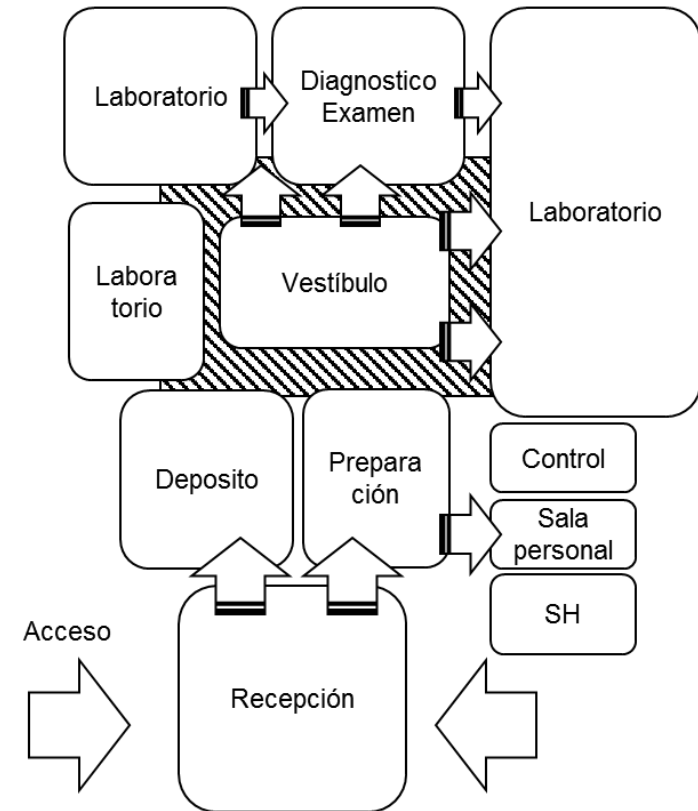 Laboratorio
Diagnostico
Examen
Laboratorio
Labora
torio
Vestíbulo
Deposito
Prepara
ción
Control
Sala
personal
SH
Acceso
Recepción